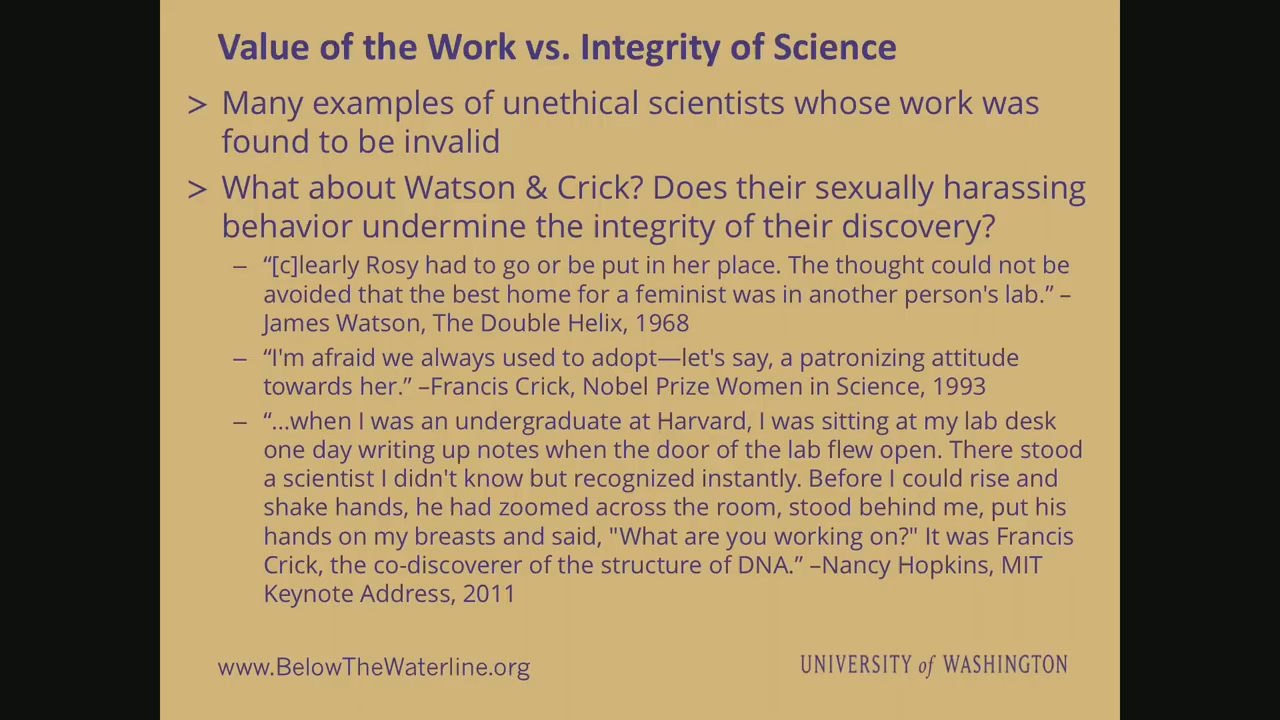 Value of the Work vs. Integrity of Science
> Many examples of unethical scientists whose work was
found to be invalid
> What about Watson & Crick? Does their sexually harassing
behavior undermine the integrity of their discovery?
– “[c]learly Rosy had to go or be put in her place. The thought could not be
avoided that the best home for a feminist was in another person's lab.” –
James Watson, The Double Helix, 1968
– “I'm afraid we always used to adopt—let's say, a patronizing attitude
towards her.” –Francis Crick, Nobel Prize Women in Science, 1993
– “...when I was an undergraduate at Harvard, I was sitting at my lab desk
one day writing up notes when the door of the lab flew open. There stood
a scientist I didn't know but recognized instantly. Before I could rise and
shake hands, he had zoomed across the room, stood behind me, put his
hands on my breasts and said, "What are you working on?" It was Francis
Crick, the co-discoverer of the structure of DNA.” –Nancy Hopkins, MIT
Keynote Address, 2011
www.BelowTheWaterline.org
UNIVERSITY of WASHINGTON